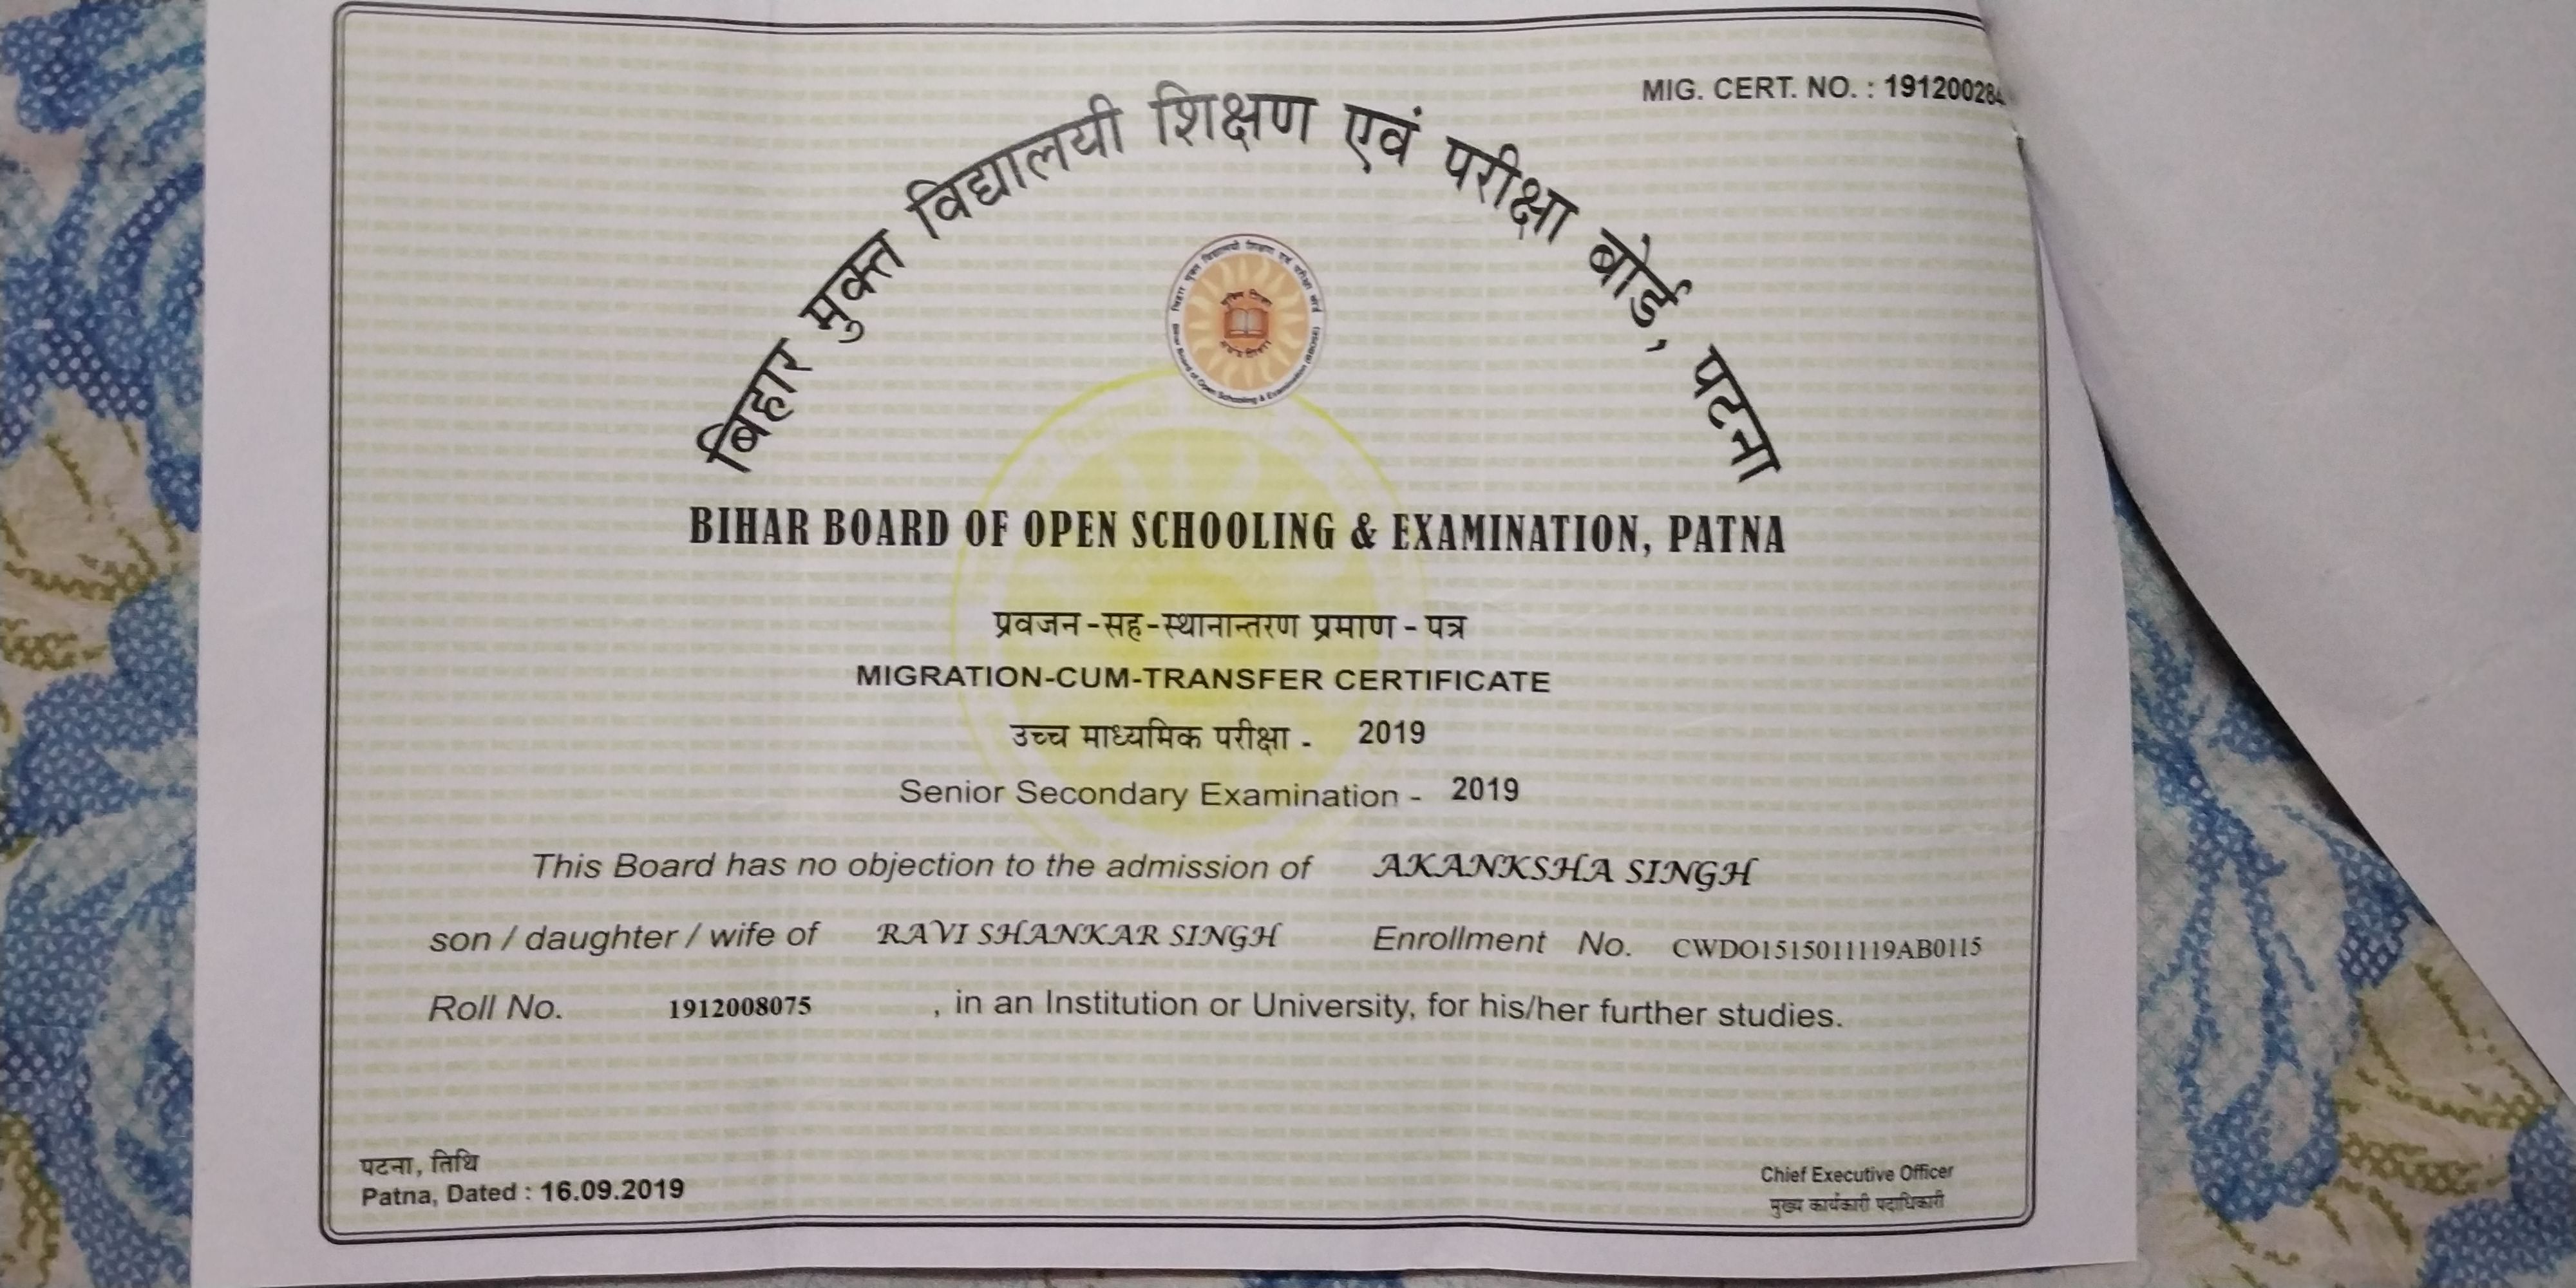 MIG. CERT. NO. : 191200284
बिहार मुक्त विद्यालयी शिक्षण एवं परीक्षा बोर्ड, पटना
BIHAR BOARD OF OPEN SCHOOLING & EXAMINATION, PATNA
प्रवजन - सह - स्थानान्तरण प्रमाण - पत्र
MIGRATION-CUM-TRANSFER CERTIFICATE
उच्च माध्यमिक परीक्षा - 2019
Senior Secondary Examination - 2019
This Board has no objection to the admission of AKANKSHA SINGH
son / daughter / wife of RAVI SHANKAR SINGH Enrollment No. CWDO1515011119AB0115
Roll No. 1912008075 , in an Institution or University, for his/her further studies.
पटना, तिथि
Patna, Dated : 16.09.2019
Chief Executive Officer
मुख्य कार्यकारी पदाधिकारी